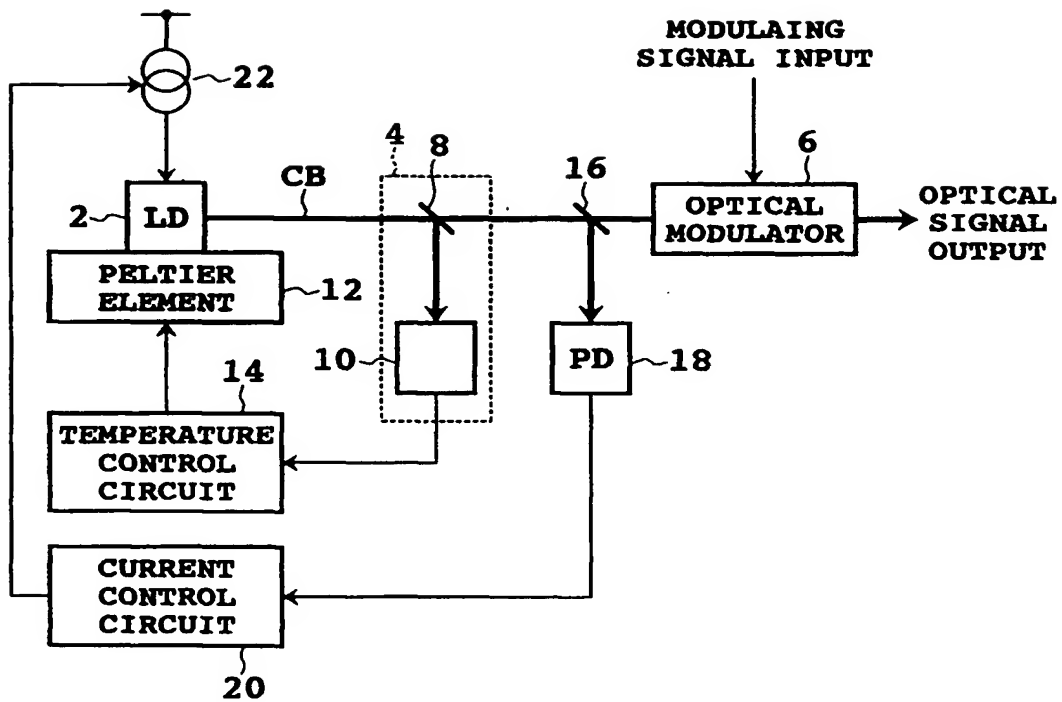 MODULAING
SIGNAL INPUT
22
4
8
6
CB
16
2
LD
OPTICAL
MODULATOR
OPTICAL
SIGNAL
OUTPUT
PELTIER
ELEMENT
12
10
PD
18
14
TEMPERATURE
CONTROL
CIRCUIT
CURRENT
CONTROL
CIRCUIT
20